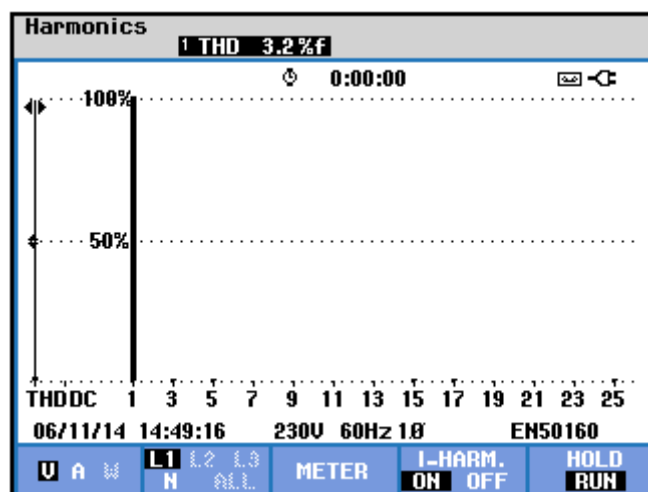 Harmonics
1 THD 3.2%f
0:00:00
100%
50%
THD DC 1 3 5 7 9 11 13 15 17 19 21 23 25
06/11/14 14:49:16 230V 60Hz 1Ø EN50160
V A W L1 L2 L3 METER I-HARM. HOLD
N ALL ON OFF RUN